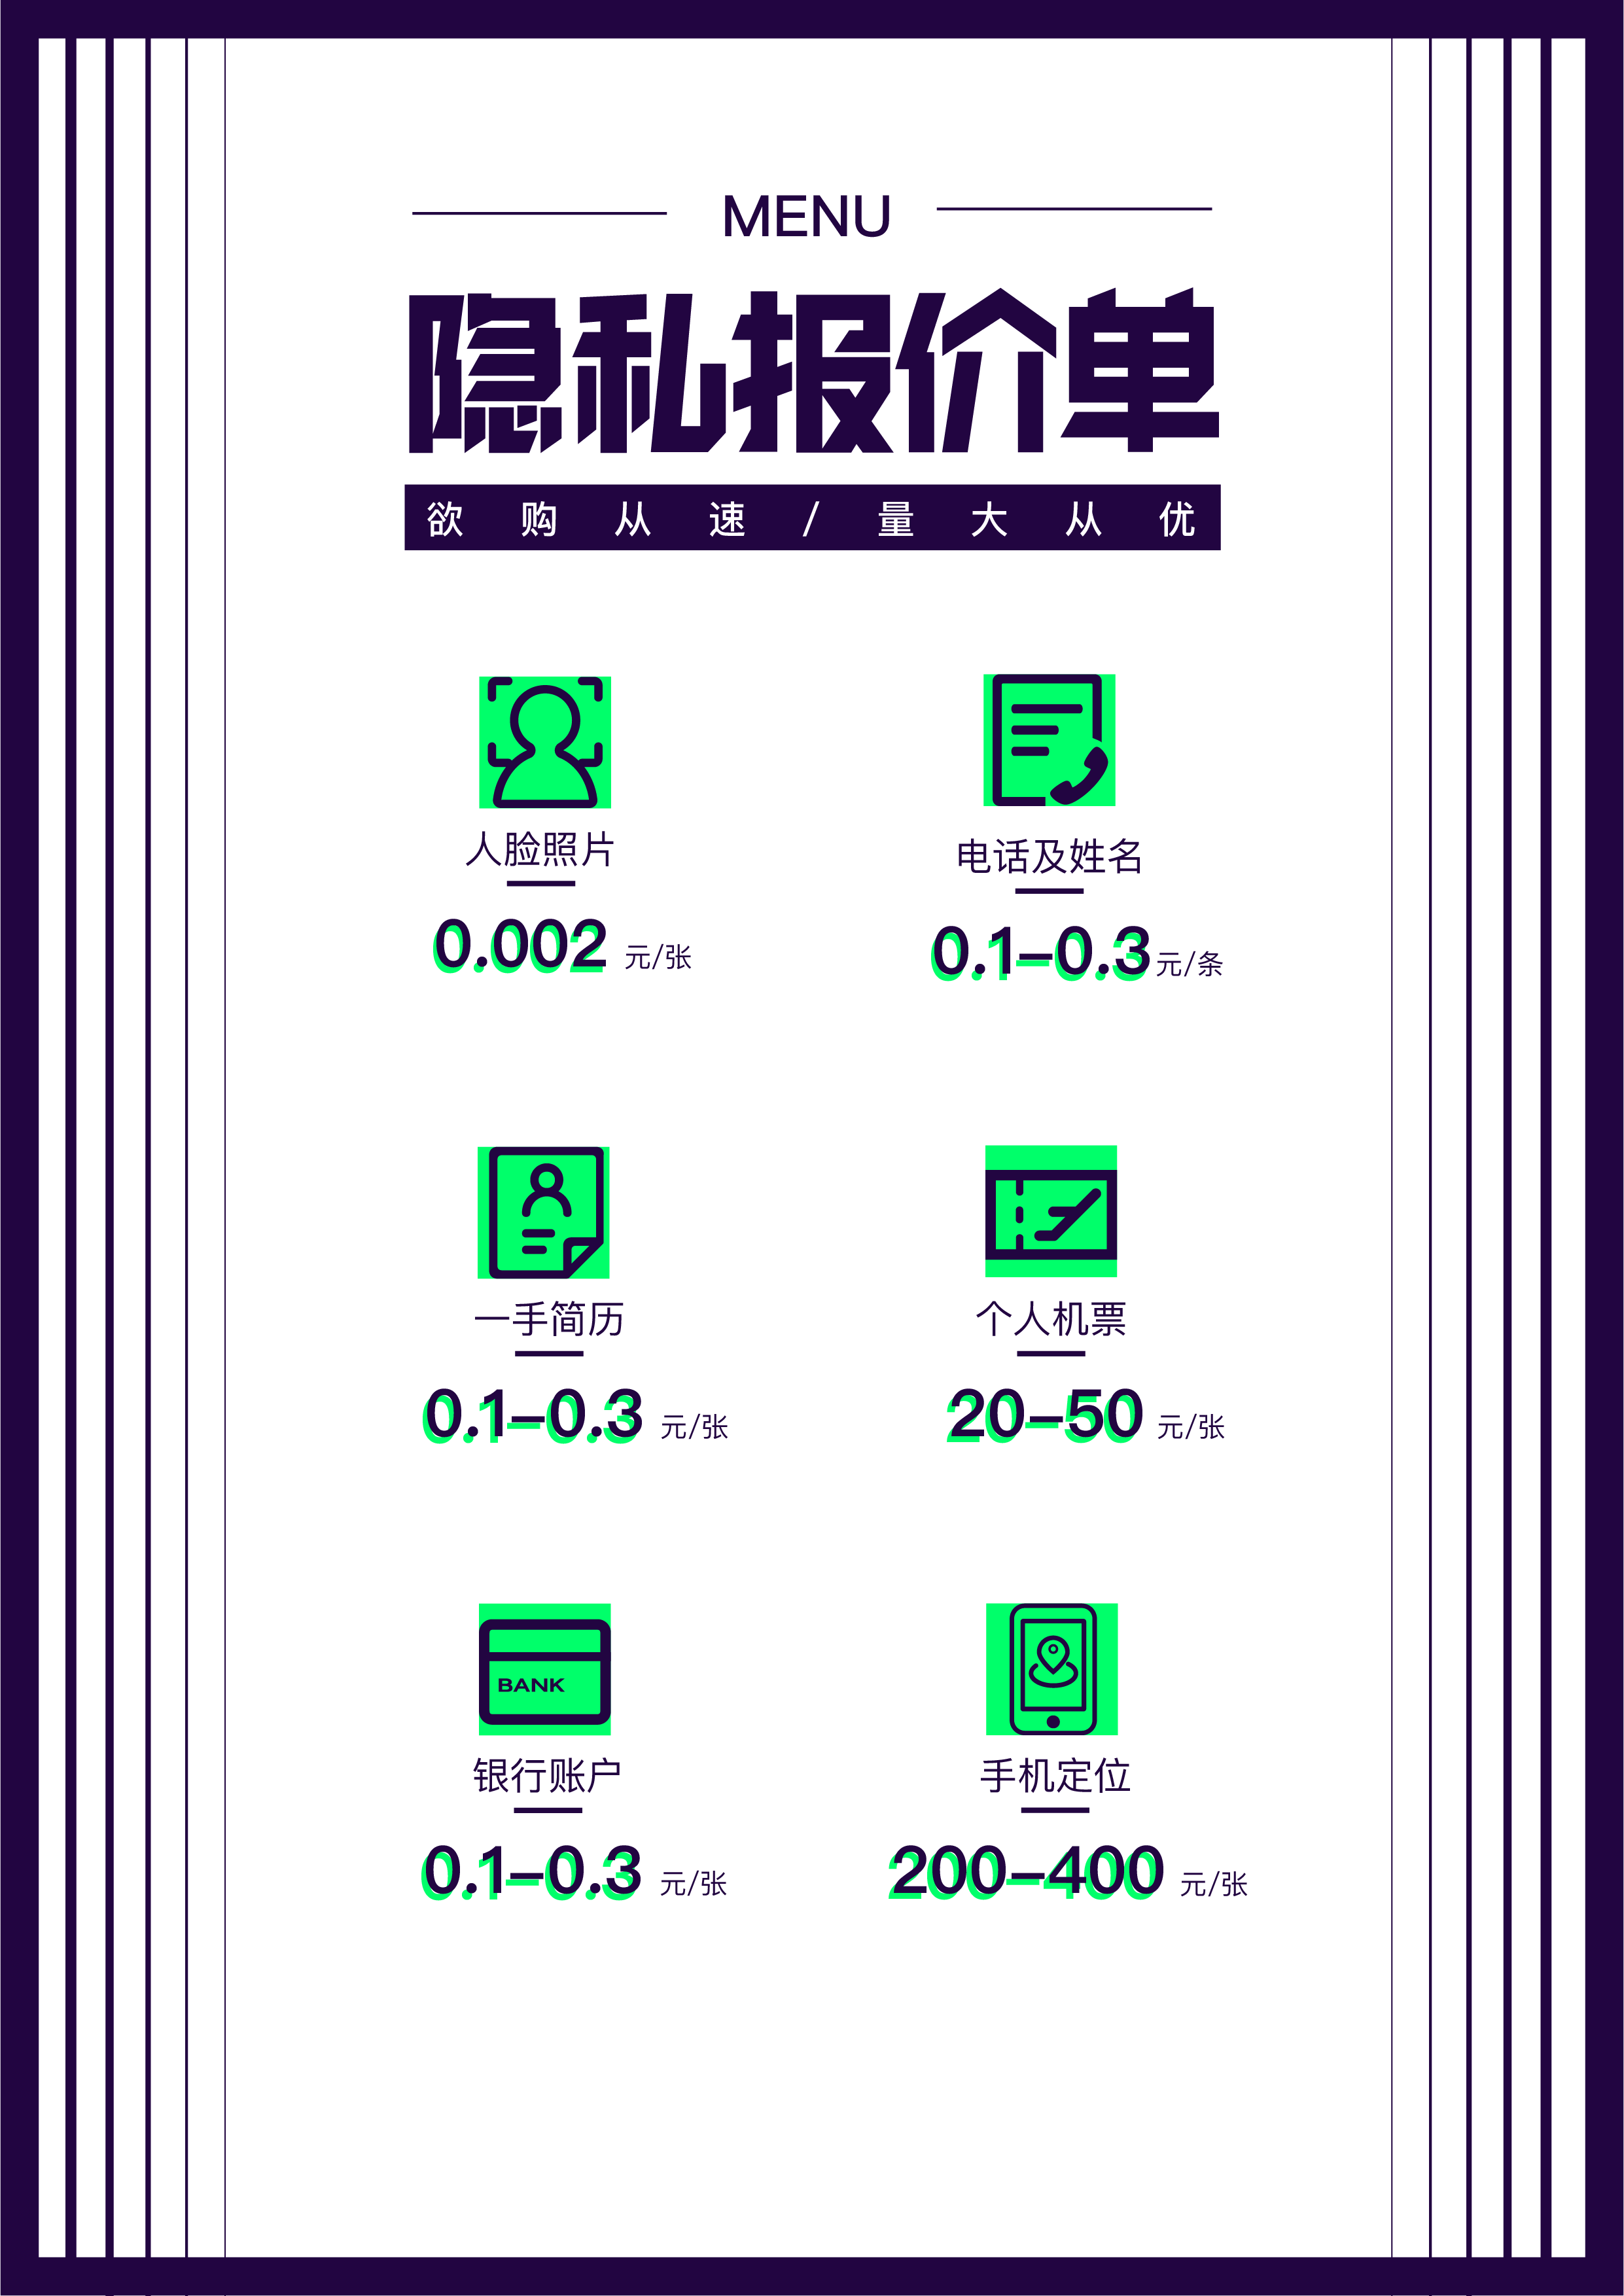 MENU
隐私报价单
欲购从速/量大从优
人脸照片
0.002 元/张
电话及姓名
0.1-0.3元/条
一手简历
0.1-0.3 元/张
个人机票
20-50 元/张
BANK
银行账户
0.1-0.3 元/张
手机定位
200-400 元/张